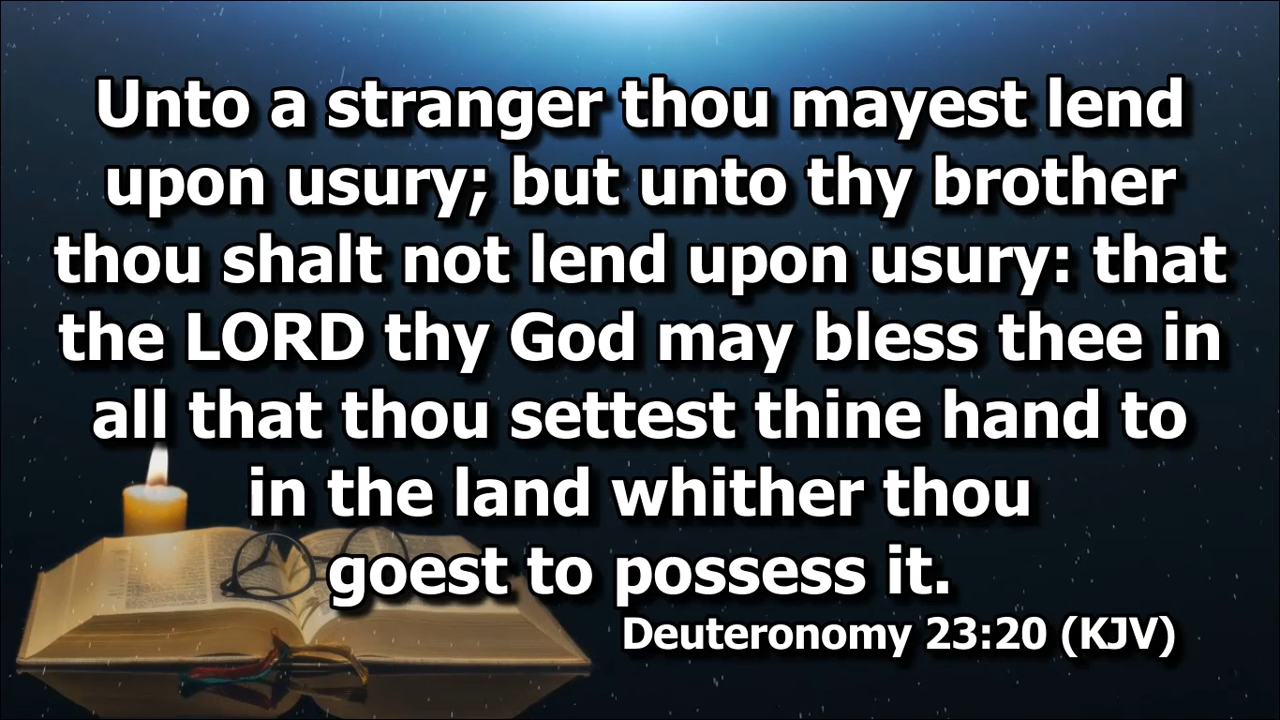 Unto a stranger thou mayest lend
upon usury; but unto thy brother
thou shalt not lend upon usury: that
the LORD thy God may bless thee in
all that thou settest thine hand to
in the land whither thou
goest to possess it.
Deuteronomy 23:20 (KJV)